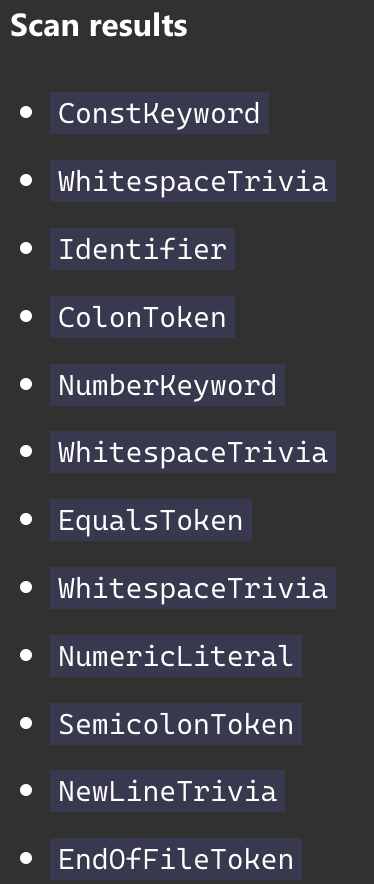 Scan results
ConstKeyword
WhitespaceTrivia
Identifier
ColonToken
NumberKeyword
WhitespaceTrivia
EqualsToken
WhitespaceTrivia
NumericLiteral
SemicolonToken
NewLineTrivia
EndOfFileToken